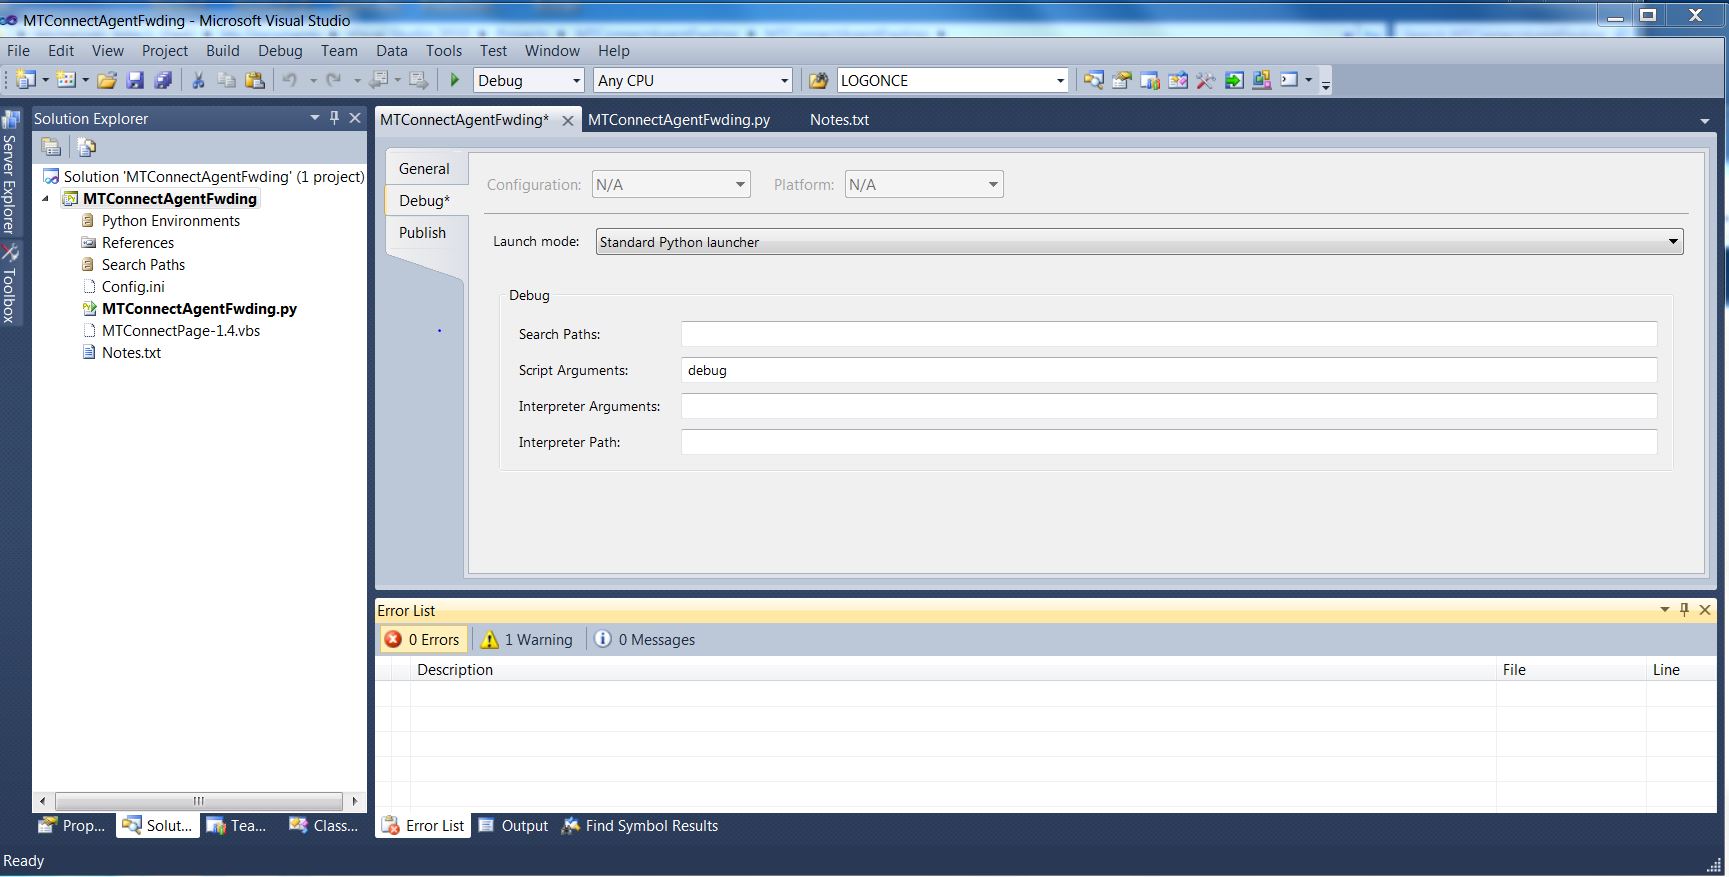 MTConnectAgentFwding - Microsoft Visual Studio
File Edit View Project Build Debug Team Data Tools Test Window Help
Debug Any CPU LOGONCE
Server Explorer
Toolbox
Solution Explorer
Solution 'MTConnectAgentFwding' (1 project)
MTConnectAgentFwding
Python Environments
References
Search Paths
Config.ini
MTConnectAgentFwding.py
MTConnectPage-1.4.vbs
Notes.txt
Prop... Solut... Tea... Class...
MTConnectAgentFwding* MTConnectAgentFwding.py Notes.txt
General
Debug*
Publish
Configuration: N/A Platform: N/A
Launch mode: Standard Python launcher
Debug
Search Paths:
Script Arguments: debug
Interpreter Arguments:
Interpreter Path:
Error List
0 Errors 1 Warning 0 Messages
Description File Line
Error List Output Find Symbol Results
Ready